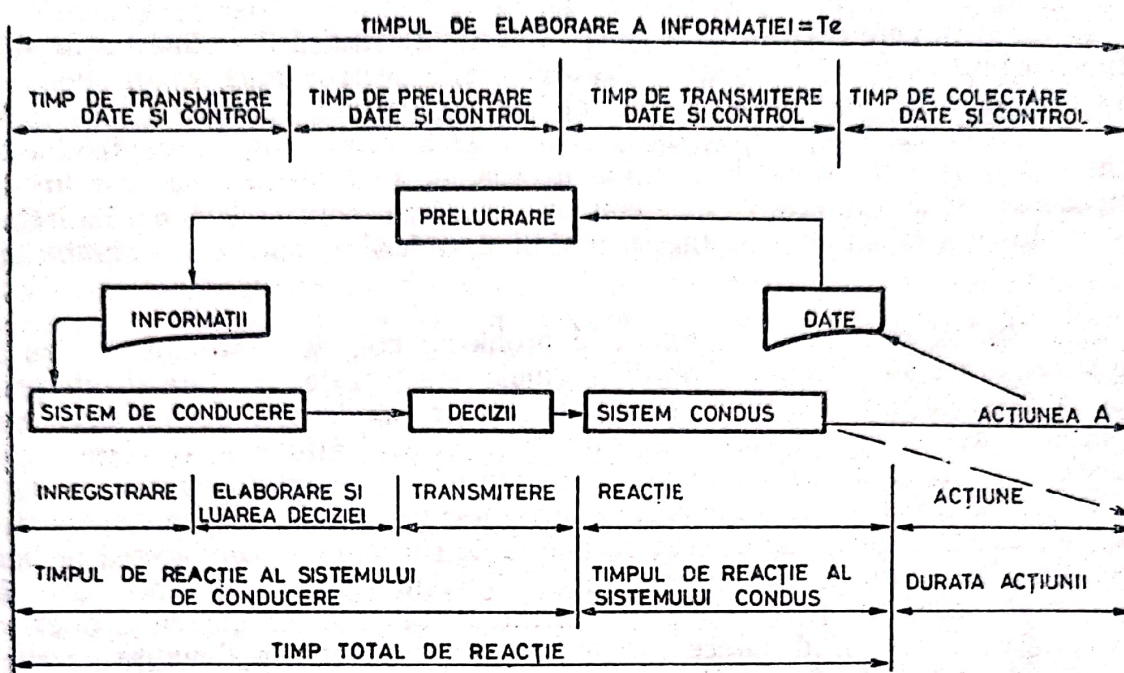 TIMPUL DE ELABORARE A INFORMAȚIEI = Te
TIMP DE TRANSMITERE
DATE ȘI CONTROL
TIMP DE PRELUCRARE
DATE ȘI CONTROL
TIMP DE TRANSMITERE
DATE ȘI CONTROL
TIMP DE COLECTARE
DATE ȘI CONTROL
PRELUCRARE
INFORMATII
DATE
SISTEM DE CONDUCERE
DECIZII
SISTEM CONDUS
ACȚIUNEA A
INREGISTRARE
ELABORARE ȘI
LUAREA DECIZIEI
TRANSMITERE
REACȚIE
ACȚIUNE
TIMPUL DE REACȚIE AL SISTEMULUI
DE CONDUCERE
TIMPUL DE REACȚIE AL
SISTEMULUI CONDUS
DURATA ACȚIUNII
TIMP TOTAL DE REACȚIE